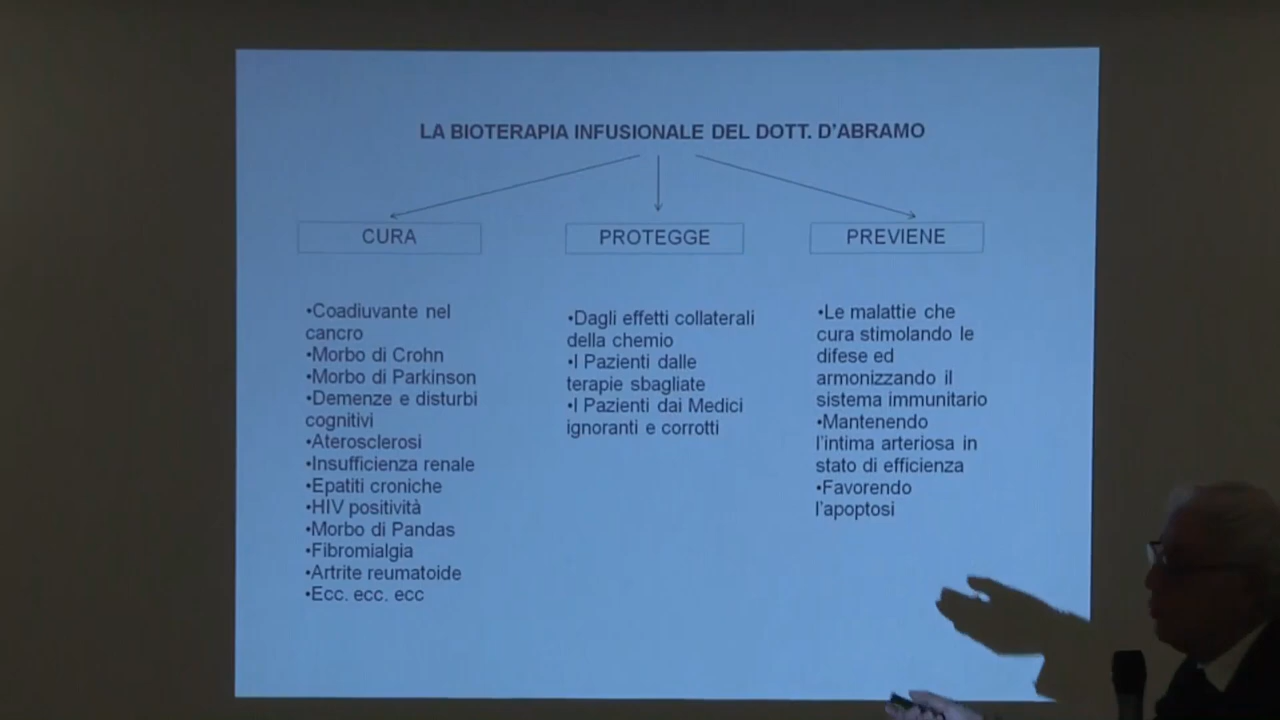 LA BIOTERAPIA INFUSIONALE DEL DOTT. D'ABRAMO
CURA
•Coadiuvante nel
cancro
•Morbo di Crohn
•Morbo di Parkinson
•Demenze e disturbi
cognitivi
•Aterosclerosi
•Insufficienza renale
•Epatiti croniche
•HIV positività
•Morbo di Pandas
•Fibromialgia
•Artrite reumatoide
•Ecc. ecc. ecc
PROTEGGE
•Dagli effetti collaterali
della chemio
•I Pazienti dalle
terapie sbagliate
•I Pazienti dai Medici
ignoranti e corrotti
PREVIENE
•Le malattie che
cura stimolando le
difese ed
armonizzando il
sistema immunitario
•Mantenendo
l'intima arteriosa in
stato di efficienza
•Favorendo
l'apoptosi